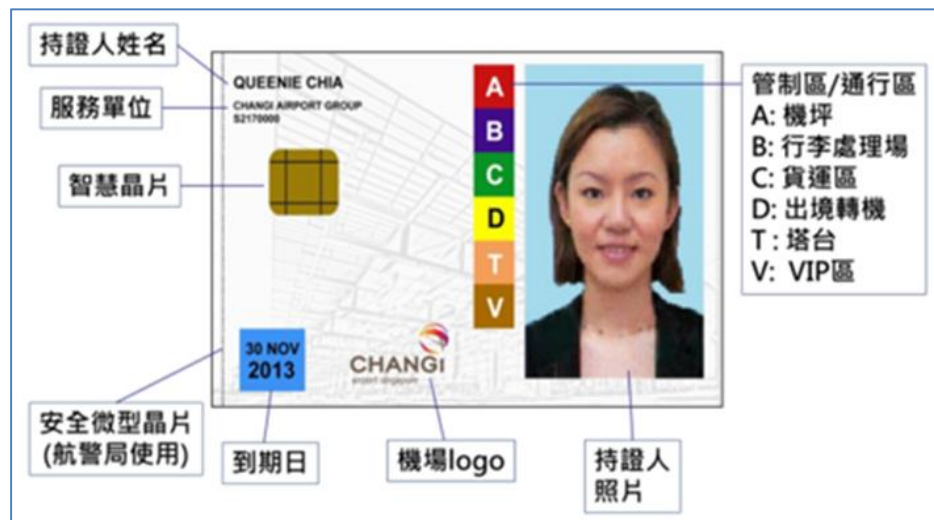 持證人姓名
服務單位
智慧晶片
安全微型晶片
(航警局使用)
到期日
機場logo
持證人
照片
管制區/通行區
A: 機坪
B: 行李處理場
C: 貨運區
D: 出境轉機
T : 塔台
V: VIP區
QUEENIE CHIA
CHANGI AIRPORT GROUP
S2170000
A
B
C
D
T
V
30 NOV
2013
CHANGI
airport singapore